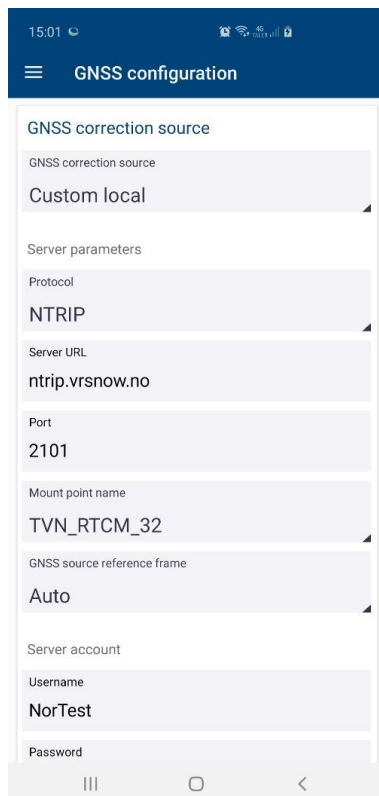 15:01
4G
GNSS configuration
GNSS correction source
GNSS correction source
Custom local
Server parameters
Protocol
NTRIP
Server URL
ntrip.vrsnow.no
Port
2101
Mount point name
TVN_RTCM_32
GNSS source reference frame
Auto
Server account
Username
NorTest
Password